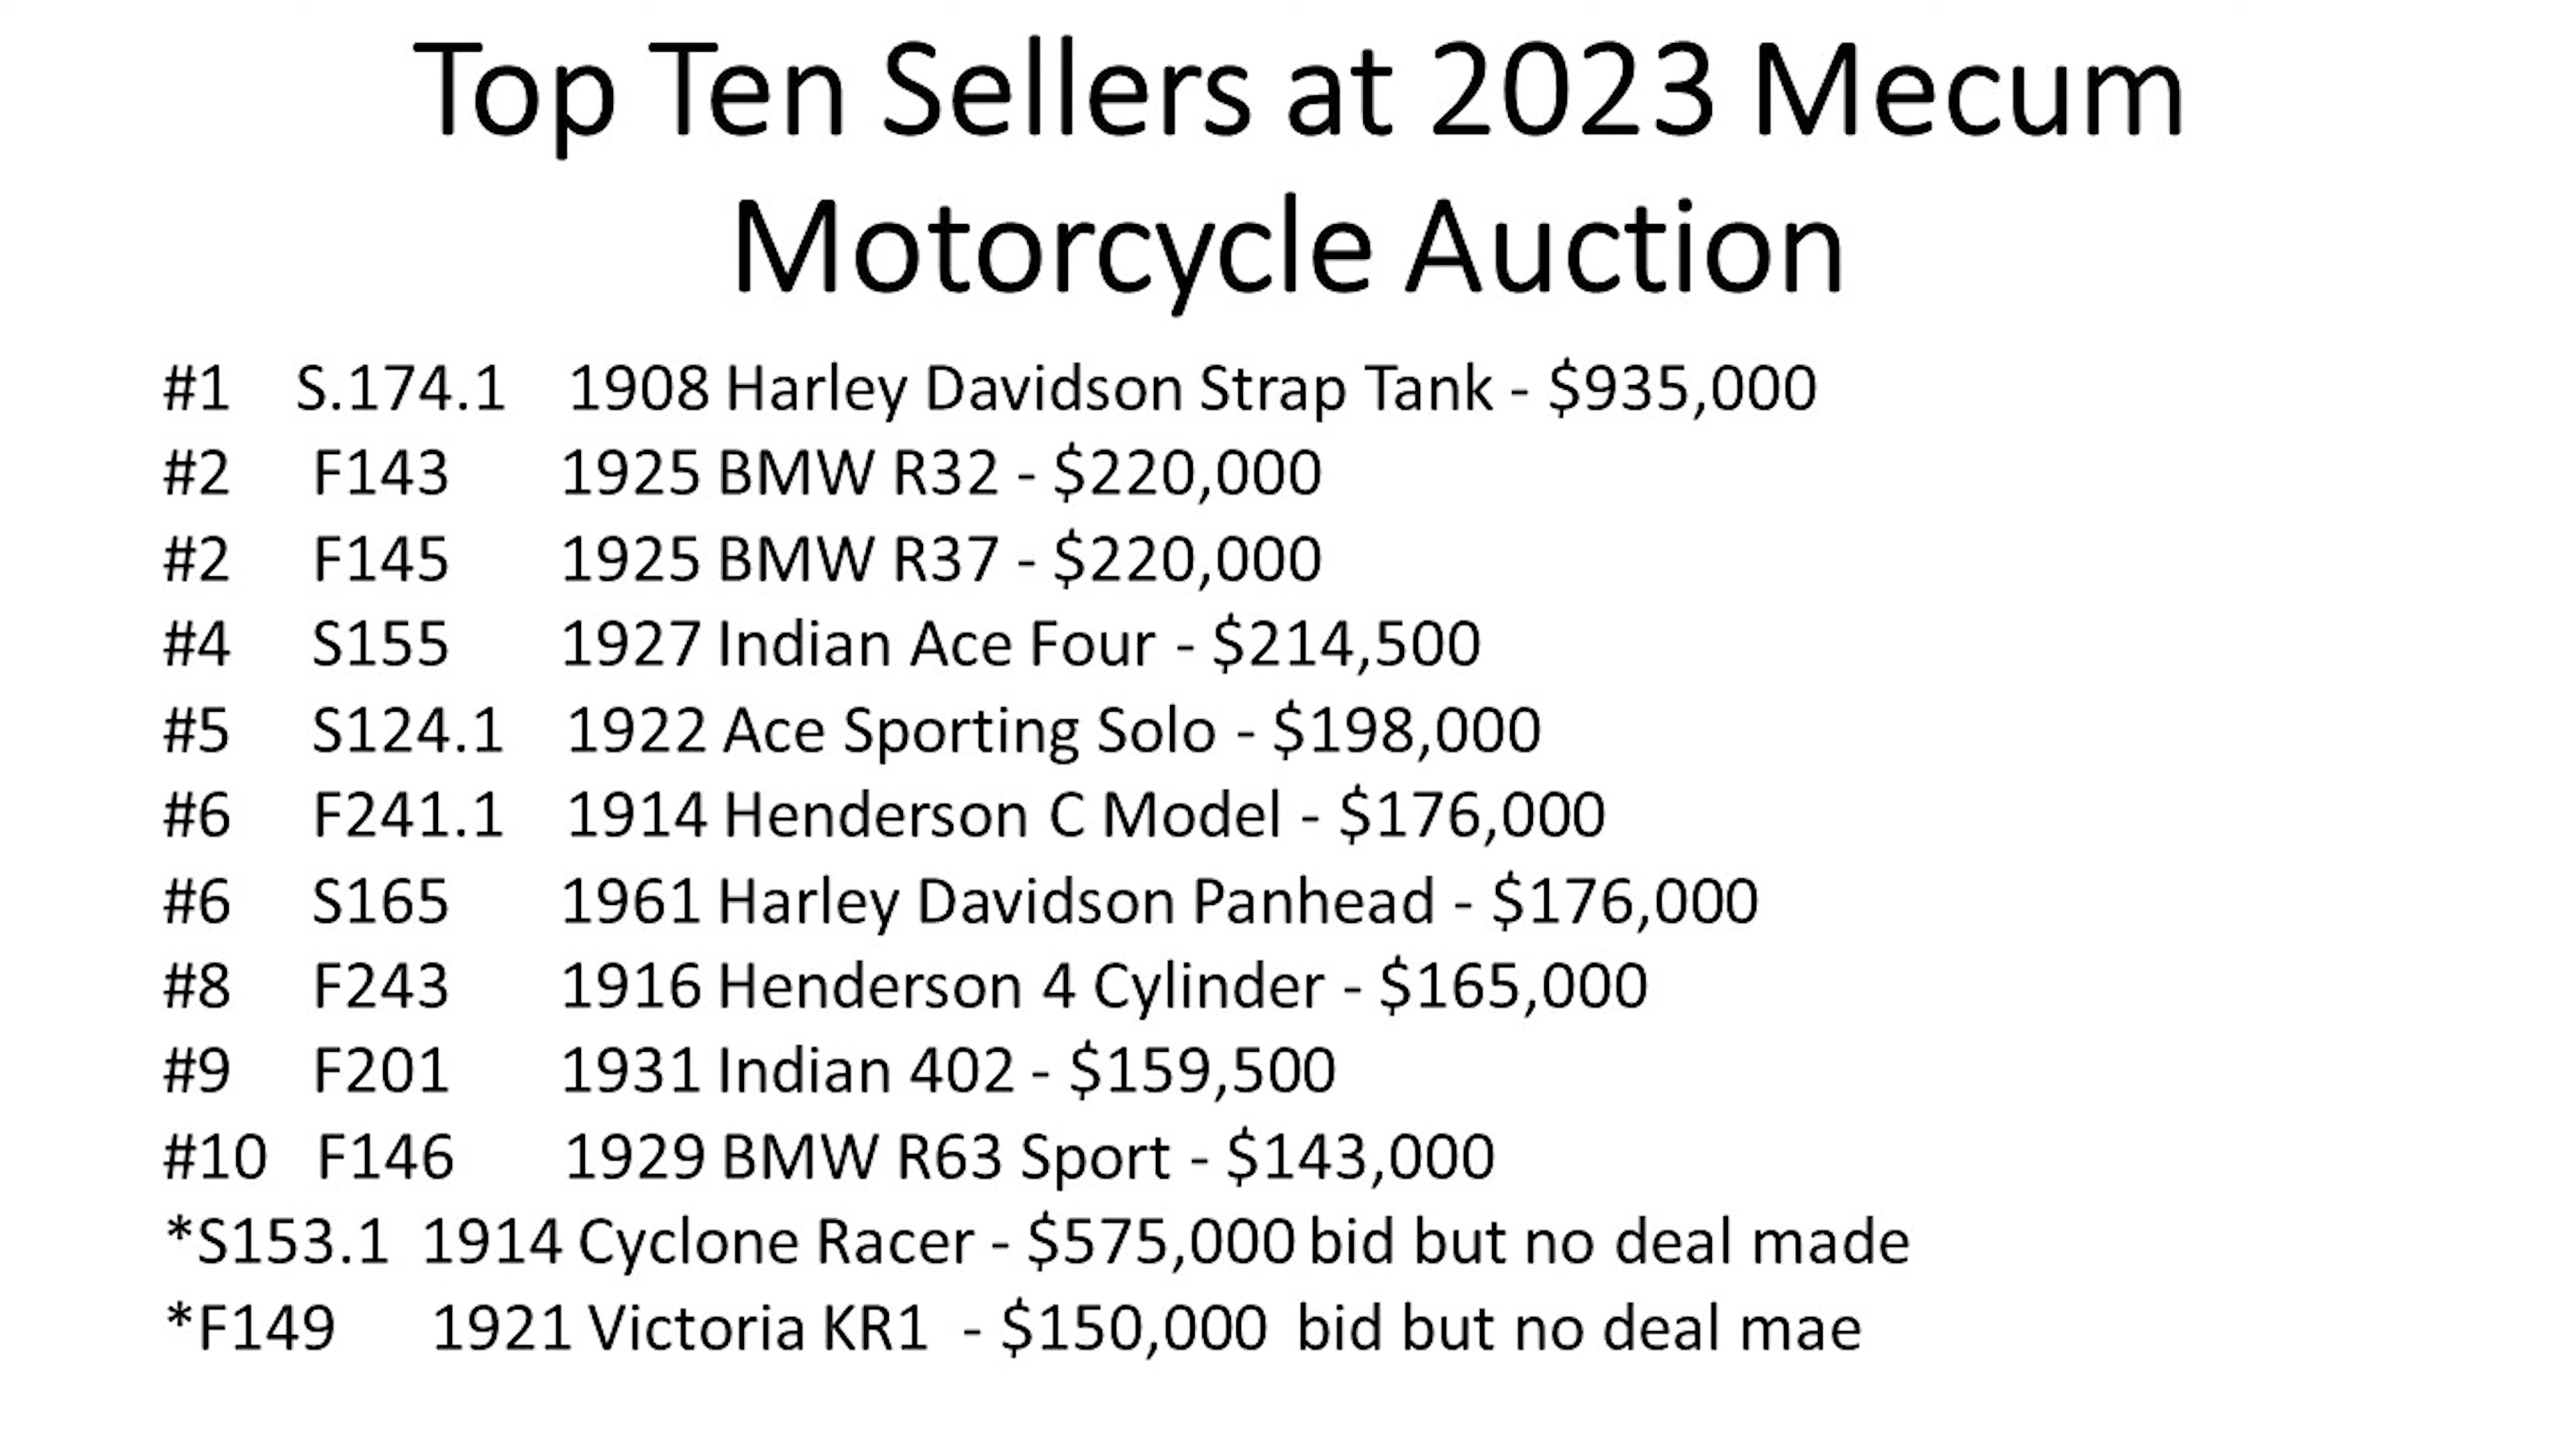 Top Ten Sellers at 2023 Mecum
Motorcycle Auction
#1 S.174.1 1908 Harley Davidson Strap Tank - $935,000
#2 F143 1925 BMW R32 - $220,000
#2 F145 1925 BMW R37 - $220,000
#4 S155 1927 Indian Ace Four - $214,500
#5 S124.1 1922 Ace Sporting Solo - $198,000
#6 F241.1 1914 Henderson C Model - $176,000
#6 S165 1961 Harley Davidson Panhead - $176,000
#8 F243 1916 Henderson 4 Cylinder - $165,000
#9 F201 1931 Indian 402 - $159,500
#10 F146 1929 BMW R63 Sport - $143,000
*S153.1 1914 Cyclone Racer - $575,000 bid but no deal made
*F149 1921 Victoria KR1 - $150,000 bid but no deal mae